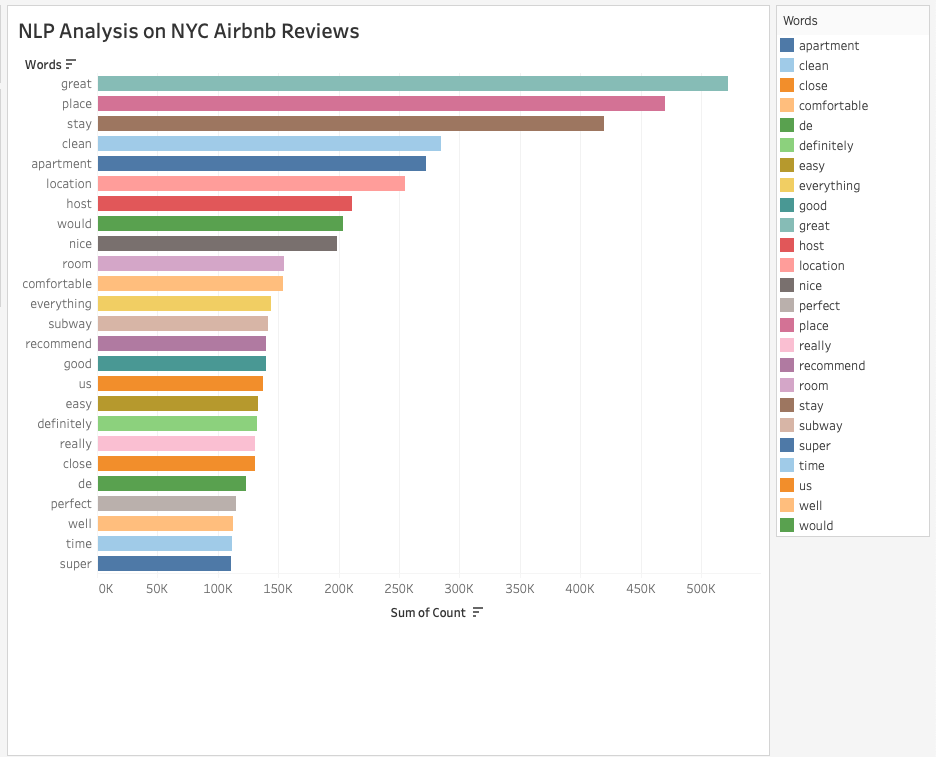 NLP Analysis on NYC Airbnb Reviews
Words
great
place
stay
clean
apartment
location
host
would
nice
room
comfortable
everything
subway
recommend
good
us
easy
definitely
really
close
de
perfect
well
time
super
0K 50K 100K 150K 200K 250K 300K 350K 400K 450K 500K
Sum of Count
Words
apartment
clean
close
comfortable
de
definitely
easy
everything
good
great
host
location
nice
perfect
place
really
recommend
room
stay
subway
super
time
us
well
would